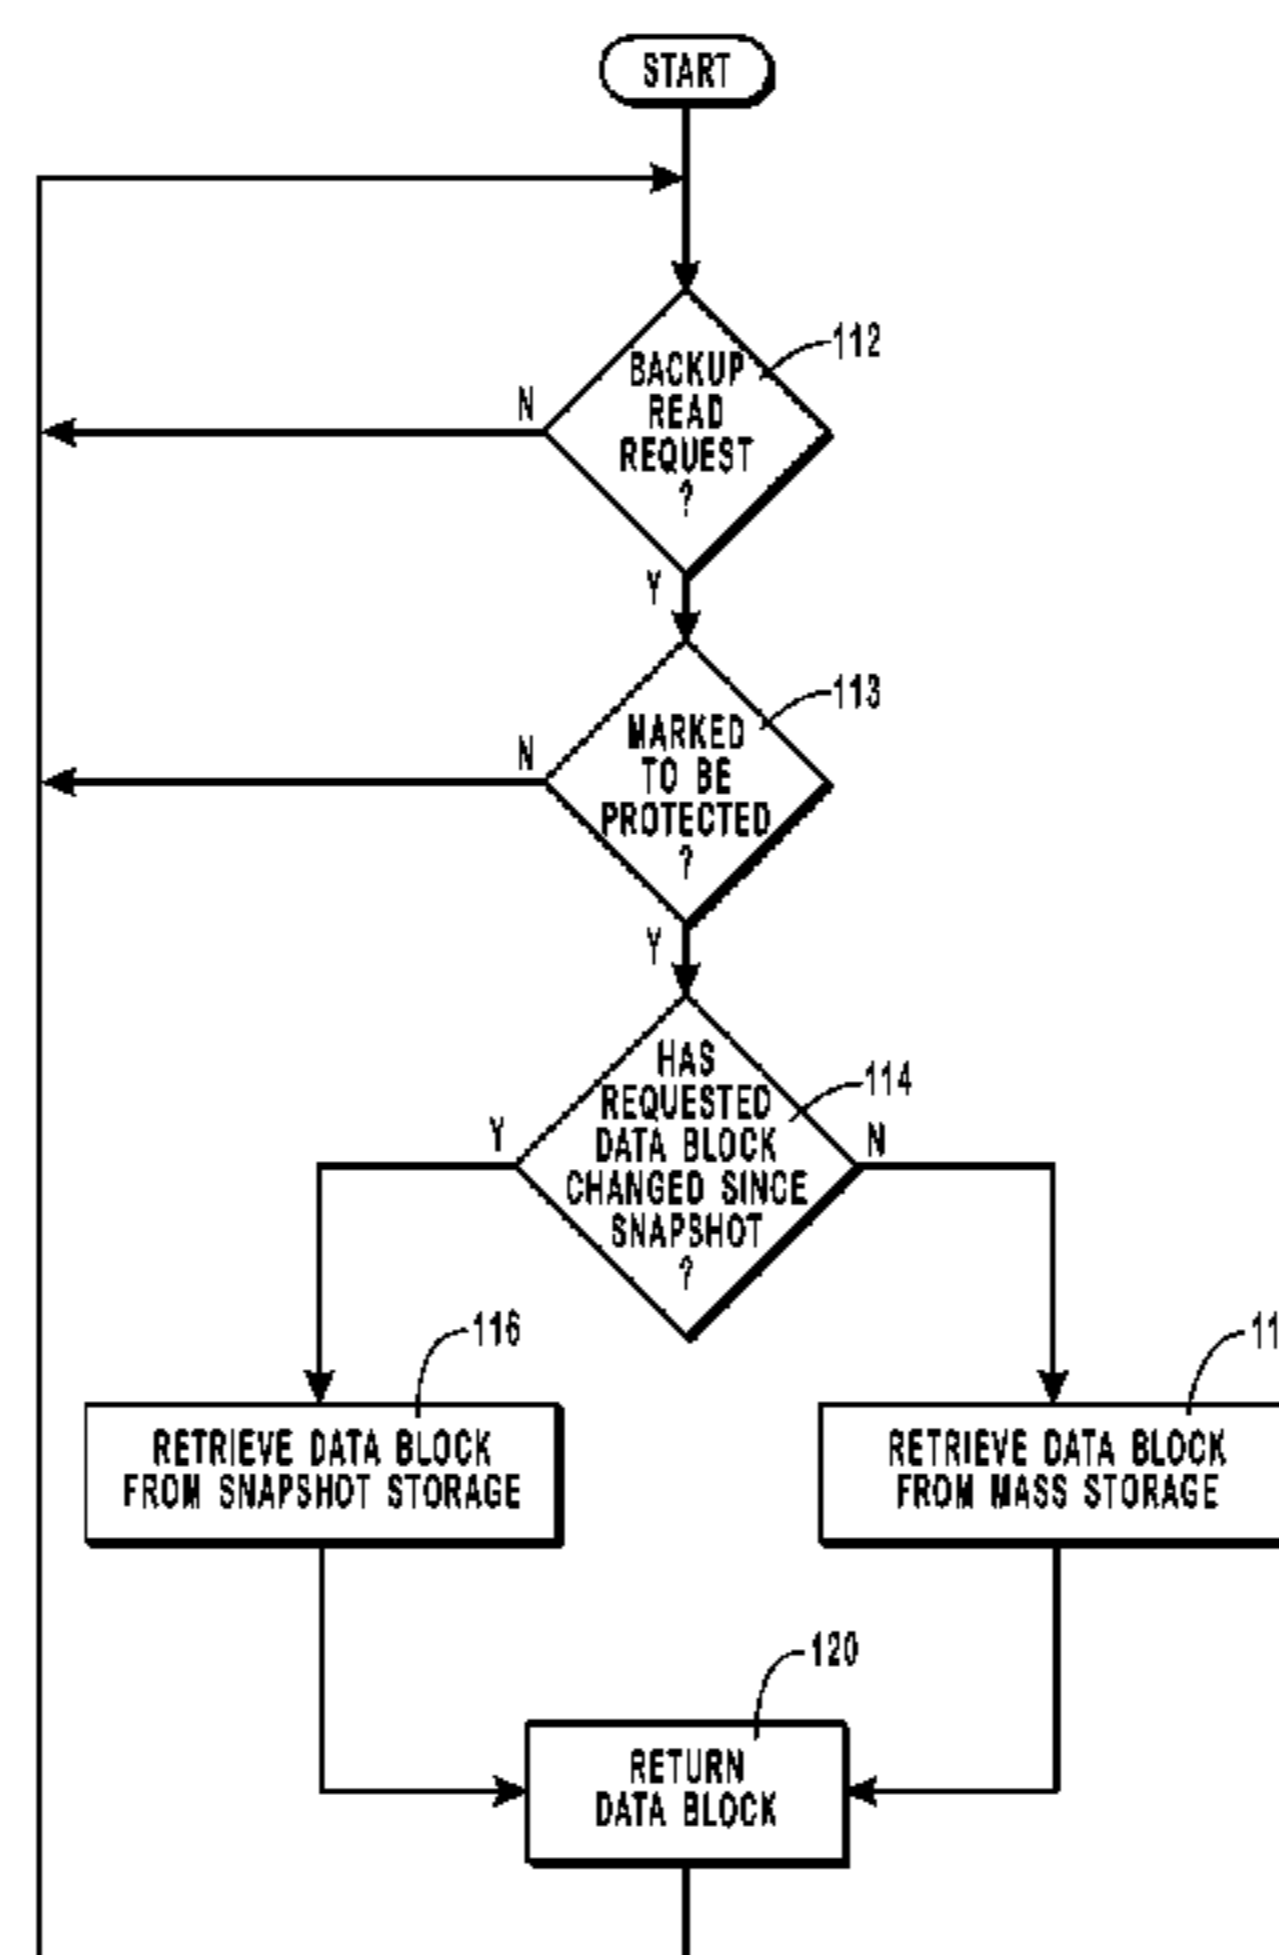 START
112
BACKUP
READ
REQUEST
?
N
Y
113
MARKED
TO BE
PROTECTED
?
N
Y
114
HAS
REQUESTED
DATA BLOCK
CHANGED SINCE
SNAPSHOT
?
Y
N
116
RETRIEVE DATA BLOCK
FROM SNAPSHOT STORAGE
11
RETRIEVE DATA BLOCK
FROM MASS STORAGE
120
RETURN
DATA BLOCK